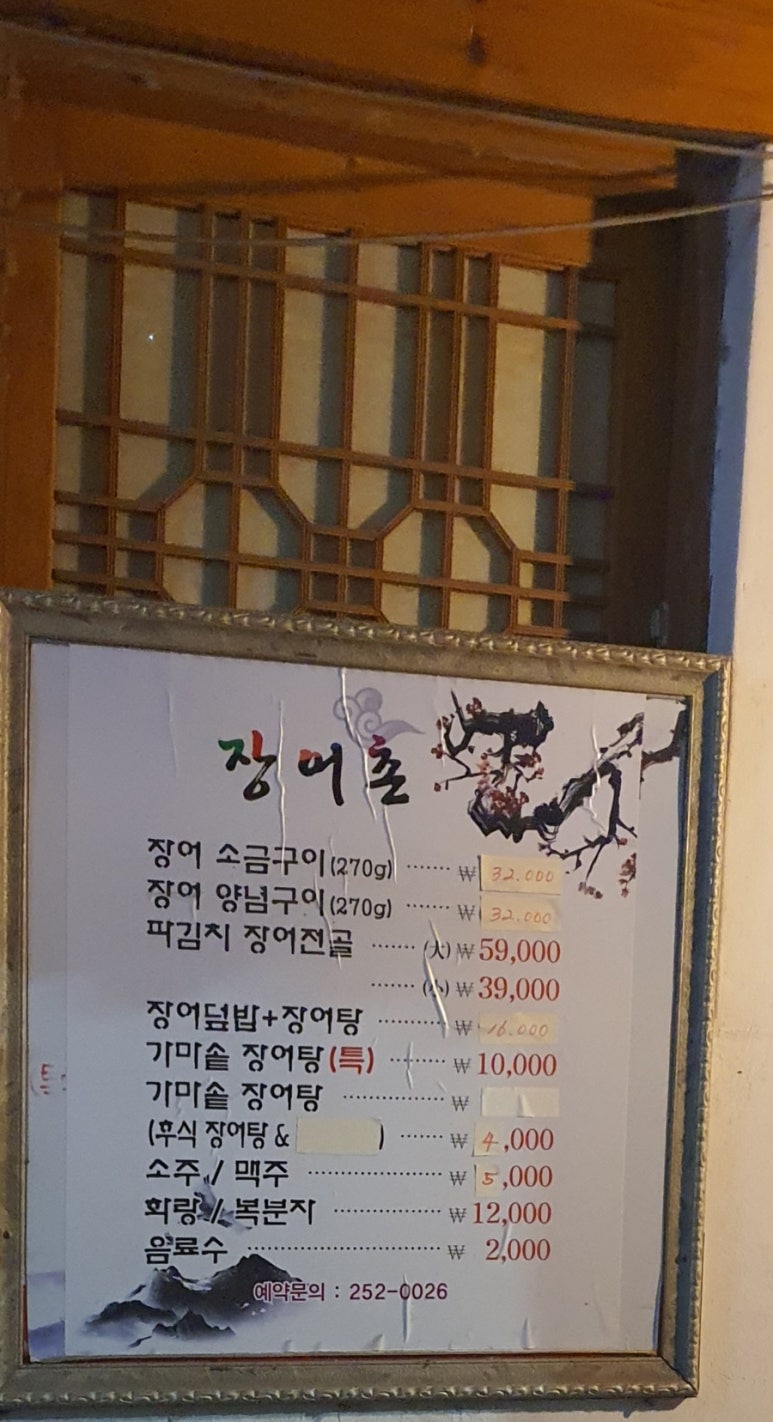 장어촌
장어 소금구이(270g) ······ ₩ 32.000
장어 양념구이(270g) ······ ₩ 32.000
파김치 장어전골 ······ (大) ₩ 59,000
······ (小) ₩ 39,000
장어덮밥+장어탕 ········· ₩ 16.000
가마솥 장어탕(특) ········ ₩ 10,000
가마솥 장어탕 ············· ₩
(후식 장어탕 & ) ······ ₩ 4,000
소주 / 맥주 ················· ₩ 5,000
화랑 / 복분자 ·············· ₩ 12,000
음료수 ························ ₩ 2,000
예약문의 : 252-0026